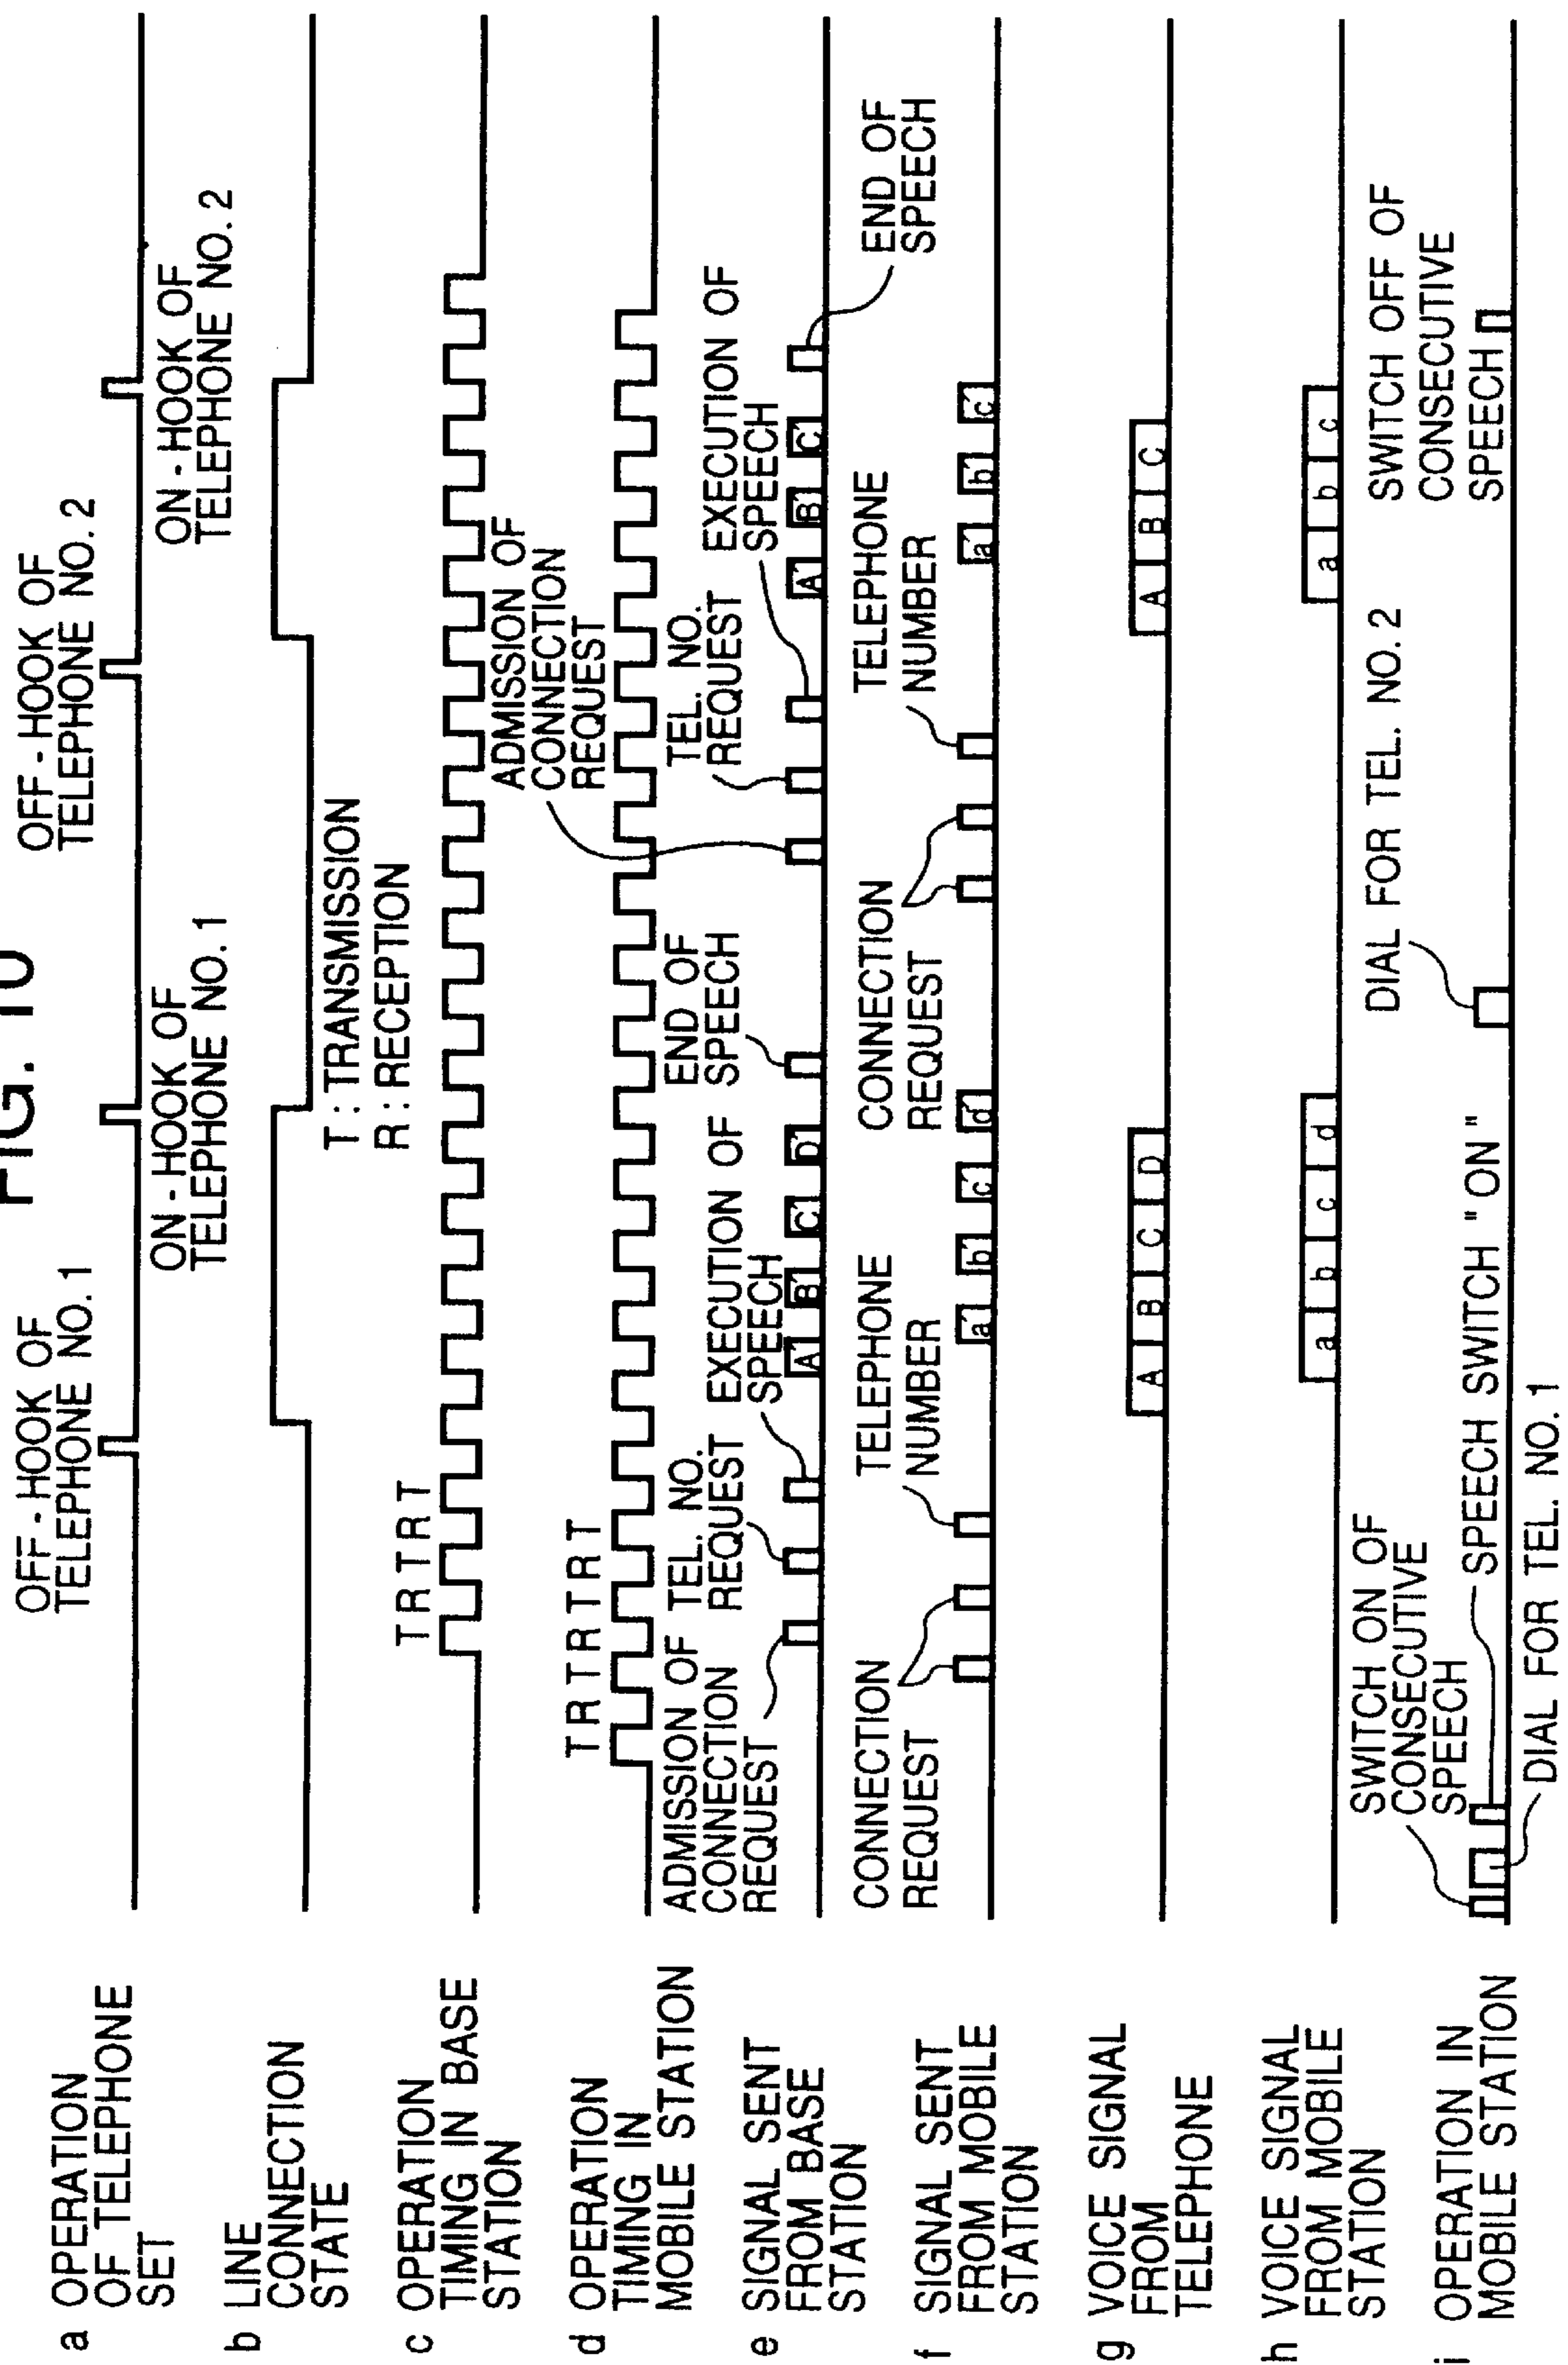 FIG. 10
a OPERATION
OF TELEPHONE
SET
OFF-HOOK OF
TELEPHONE NO. 1
ON-HOOK OF
TELEPHONE NO. 1
OFF-HOOK OF
TELEPHONE NO. 2
ON-HOOK OF
TELEPHONE NO. 2
b LINE
CONNECTION
STATE
T : TRANSMISSION
R : RECEPTION
c OPERATION
TIMING IN BASE
STATION
T R T R T
d OPERATION
TIMING IN
MOBILE STATION
T R T R T R T
ADMISSION OF
CONNECTION
REQUEST
e SIGNAL SENT
FROM BASE
STATION
ADMISSION OF
CONNECTION
REQUEST
TEL. NO.
REQUEST
EXECUTION OF
SPEECH
A' B' C' D'
END OF
SPEECH
TEL. NO.
REQUEST
EXECUTION OF
SPEECH
A' B' C'
END OF
SPEECH
f SIGNAL SENT
FROM MOBILE
STATION
CONNECTION
REQUEST
TELEPHONE
NUMBER
a' b' c' d'
CONNECTION
REQUEST
TELEPHONE
NUMBER
a' b' c'
g VOICE SIGNAL
FROM
TELEPHONE
A B C D
A B C
h VOICE SIGNAL
FROM MOBILE
STATION
a b c d
a b c
i OPERATION IN
MOBILE STATION
SWITCH ON OF
CONSECUTIVE
SPEECH
SPEECH SWITCH "ON"
DIAL FOR TEL. NO. 1
DIAL FOR TEL. NO. 2
SWITCH OFF OF
CONSECUTIVE
SPEECH